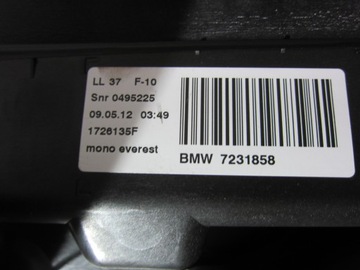 LL 37 F-10
Snr 0495225
09.05.12 03:49
1726135F
mono everest
BMW 7231858